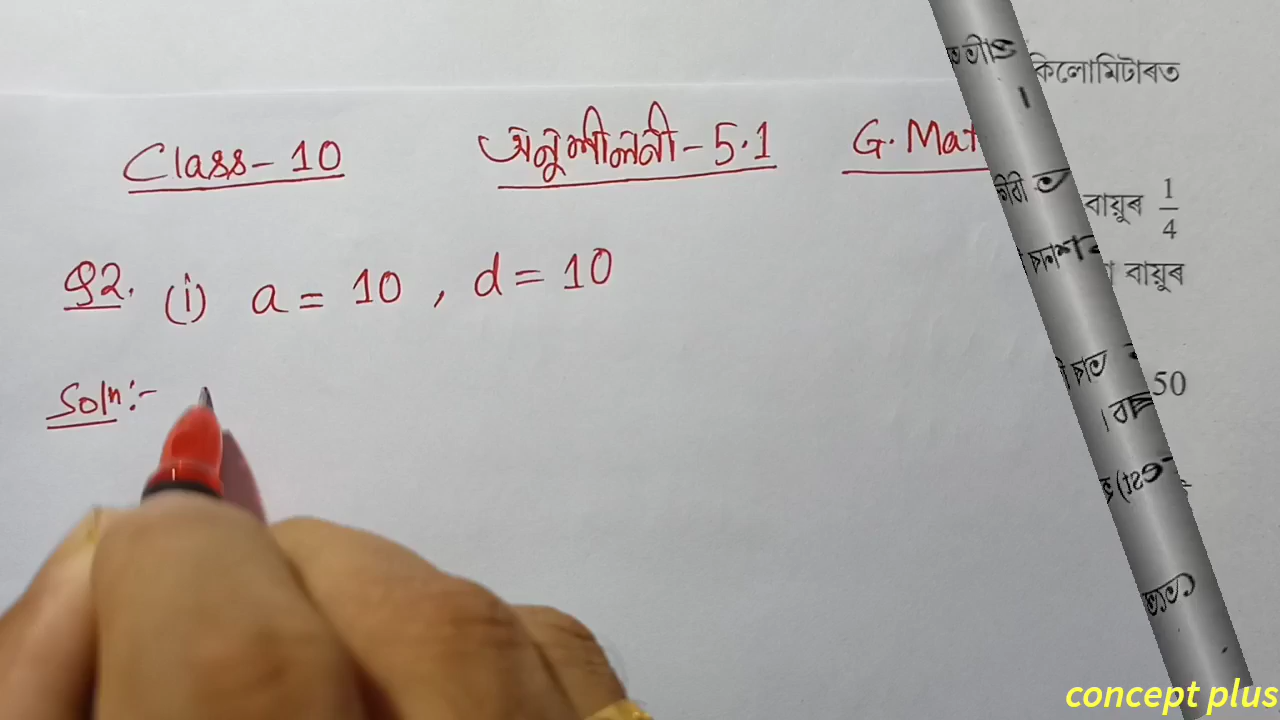 Class-10 অনুশীলনী-5.1 G. Mat
Q2. (i) a = 10 , d = 10
Solⁿ:-
কিলোমিটাৰত
বায়ুৰ 1/4
বায়ুৰ
50
concept plus